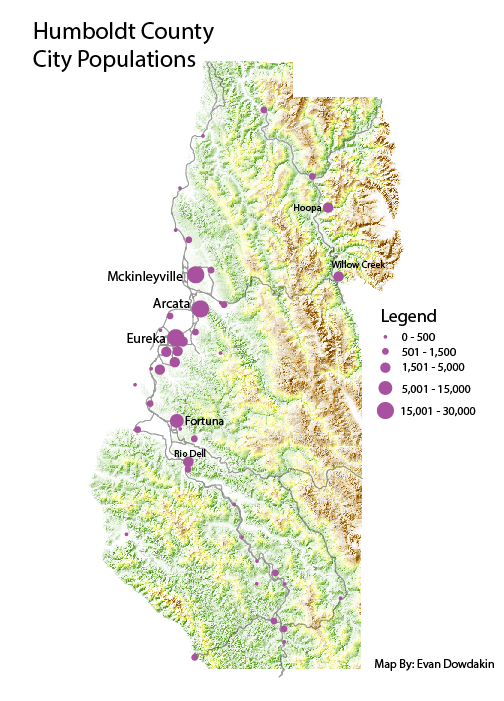 Humboldt County
City Populations
Hoopa
Willow Creek
Mckinleyville
Arcata
Eureka
Legend
0 - 500
501 - 1,500
1,501 - 5,000
5,001 - 15,000
15,001 - 30,000
Fortuna
Rio Dell
Map By: Evan Dowdakin